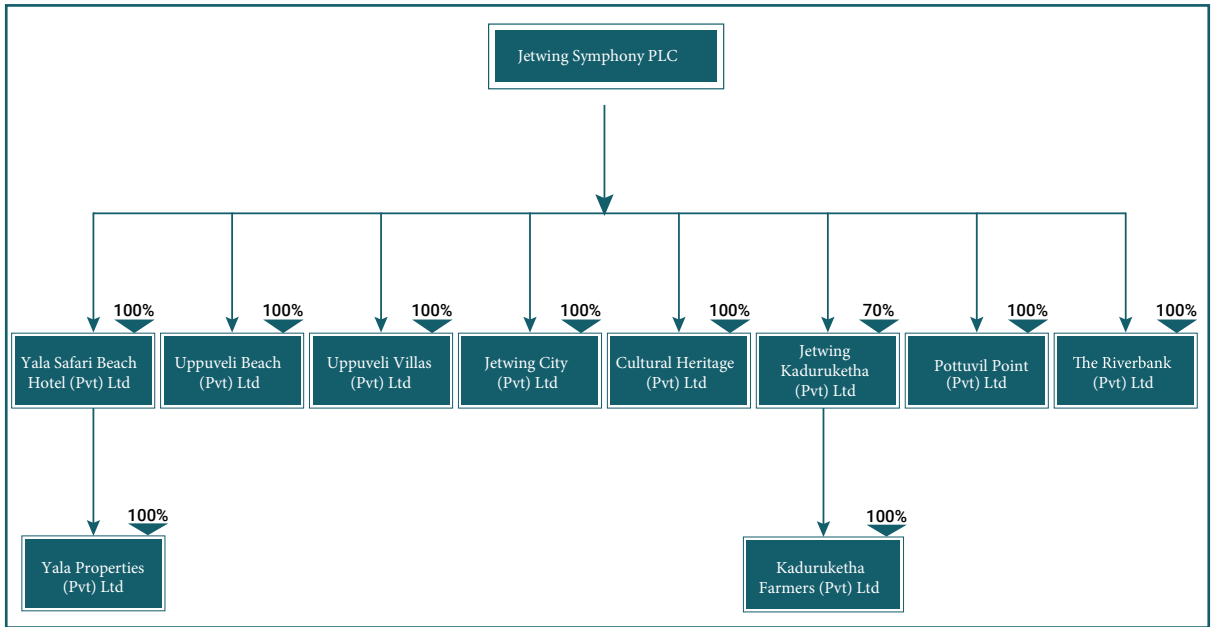 Jetwing Symphony PLC
100%
100%
100%
100%
100%
70%
100%
100%
Yala Safari Beach
Hotel (Pvt) Ltd
Uppuveli Beach
(Pvt) Ltd
Uppuveli Villas
(Pvt) Ltd
Jetwing City
(Pvt) Ltd
Cultural Heritage
(Pvt) Ltd
Jetwing
Kaduruketha
(Pvt) Ltd
Pottuvil Point
(Pvt) Ltd
The Riverbank
(Pvt) Ltd
100%
100%
Yala Properties
(Pvt) Ltd
Kaduruketha
Farmers (Pvt) Ltd